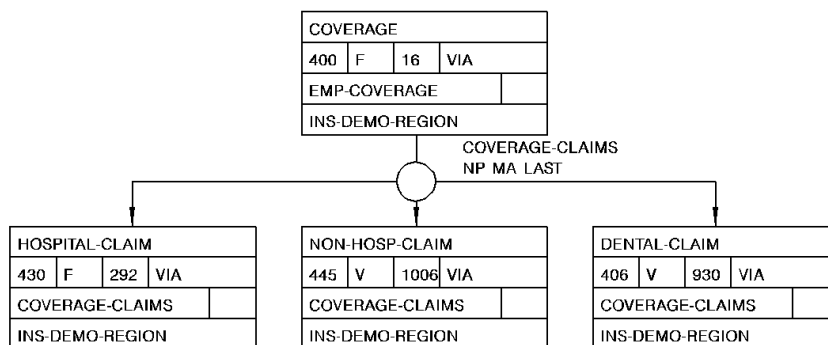 COVERAGE
400 F 16 VIA
EMP-COVERAGE
INS-DEMO-REGION
COVERAGE-CLAIMS
NP MA LAST
HOSPITAL-CLAIM
430 F 292 VIA
COVERAGE-CLAIMS
INS-DEMO-REGION
NON-HOSP-CLAIM
445 V 1006 VIA
COVERAGE-CLAIMS
INS-DEMO-REGION
DENTAL-CLAIM
406 V 930 VIA
COVERAGE-CLAIMS
INS-DEMO-REGION